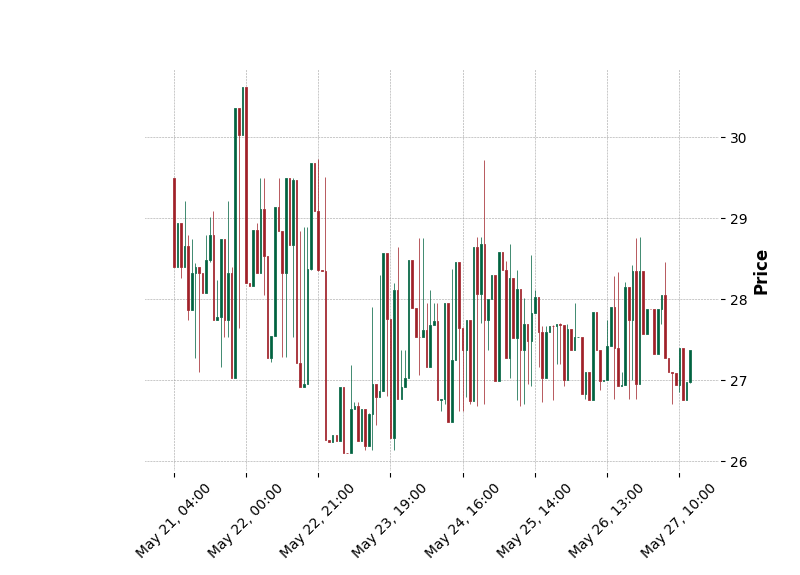 30
29
28
27
26
Price
May 21, 04:00
May 22, 00:00
May 22, 21:00
May 23, 19:00
May 24, 16:00
May 25, 14:00
May 26, 13:00
May 27, 10:00